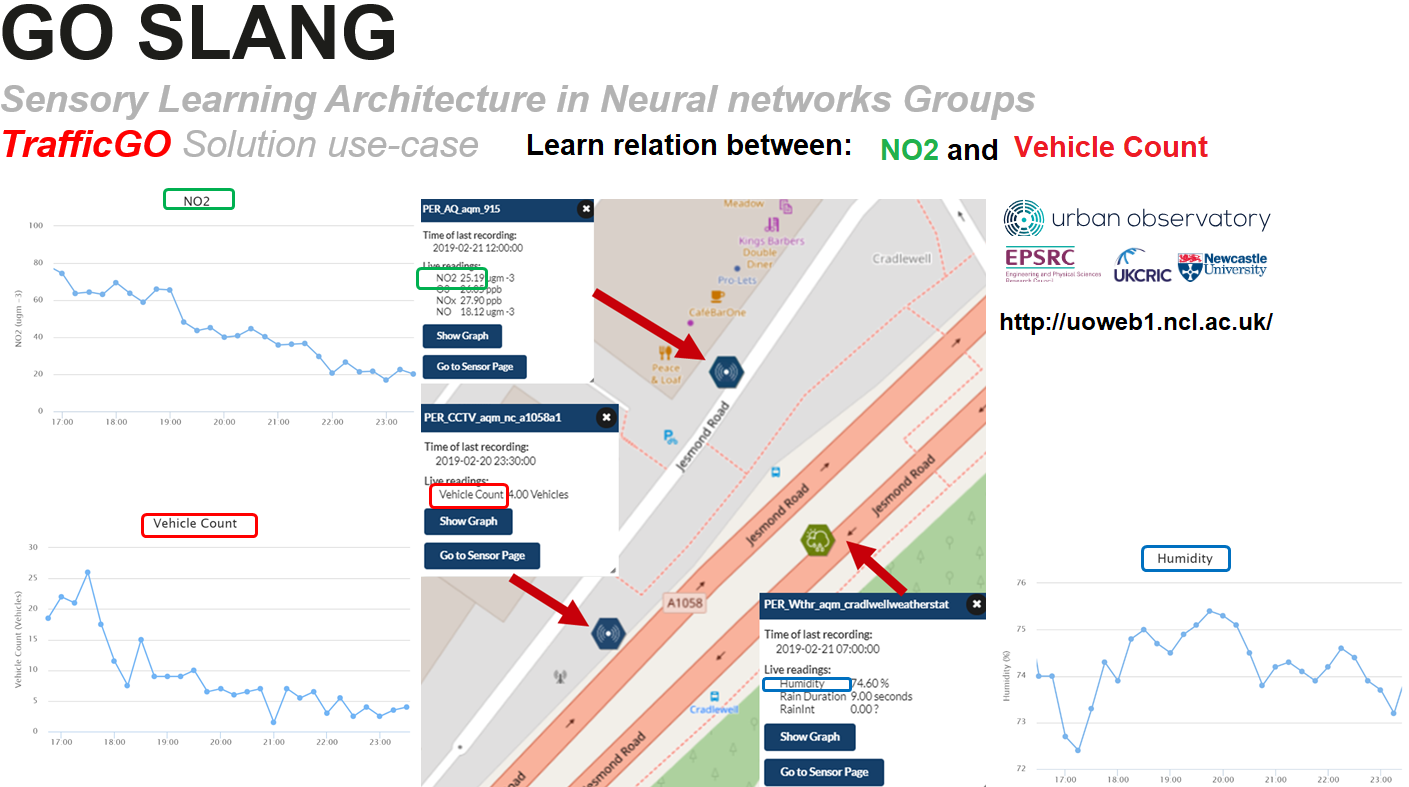 GO SLANG
Sensory Learning Architecture in Neural networks Groups
TrafficGO Solution use-case
Learn relation between: NO2 and Vehicle Count
NO2
100
80
60
40
20
0
NO2 (ugm -3)
17:00 18:00 19:00 20:00 21:00 22:00 23:00
Vehicle Count
30
25
20
15
10
5
0
Vehicle Count (Vehicles)
17:00 18:00 19:00 20:00 21:00 22:00 23:00
PER_AQ_aqm_915
Time of last recording:
2019-02-21 12:00:00
Live readings:
NO2 25.19 ugm -3
ppb
NOx 27.90 ppb
NO 18.12 ugm -3
Show Graph
Go to Sensor Page
PER_CCTV_aqm_nc_a1058a1
Time of last recording:
2019-02-20 23:30:00
Live readings:
Vehicle Count 4.00 Vehicles
Show Graph
Go to Sensor Page
Meadow
Kings Barbers
Double
Diner
Pro-Lets
CafeBarOne
Peace
& Loaf
Cradlewell
Jesmond Road
Jesmond Road
Jesmond Road
A1058
Cradlewell
Jesmond Road
Road
PER_Wthr_aqm_cradlwellweatherstat
Time of last recording:
2019-02-21 07:00:00
Live readings:
Humidity 74.60 %
Rain Duration 9.00 seconds
RainInt 0.00 ?
Show Graph
Go to Sensor Page
urban observatory
EPSRC
Engineering and Physical Sciences
Research Council
UKCRIC
Newcastle
University
http://uoweb1.ncl.ac.uk/
Humidity
76
75
74
73
72
Humidity (%)
17:00 18:00 19:00 20:00 21:00 22:00 23:00